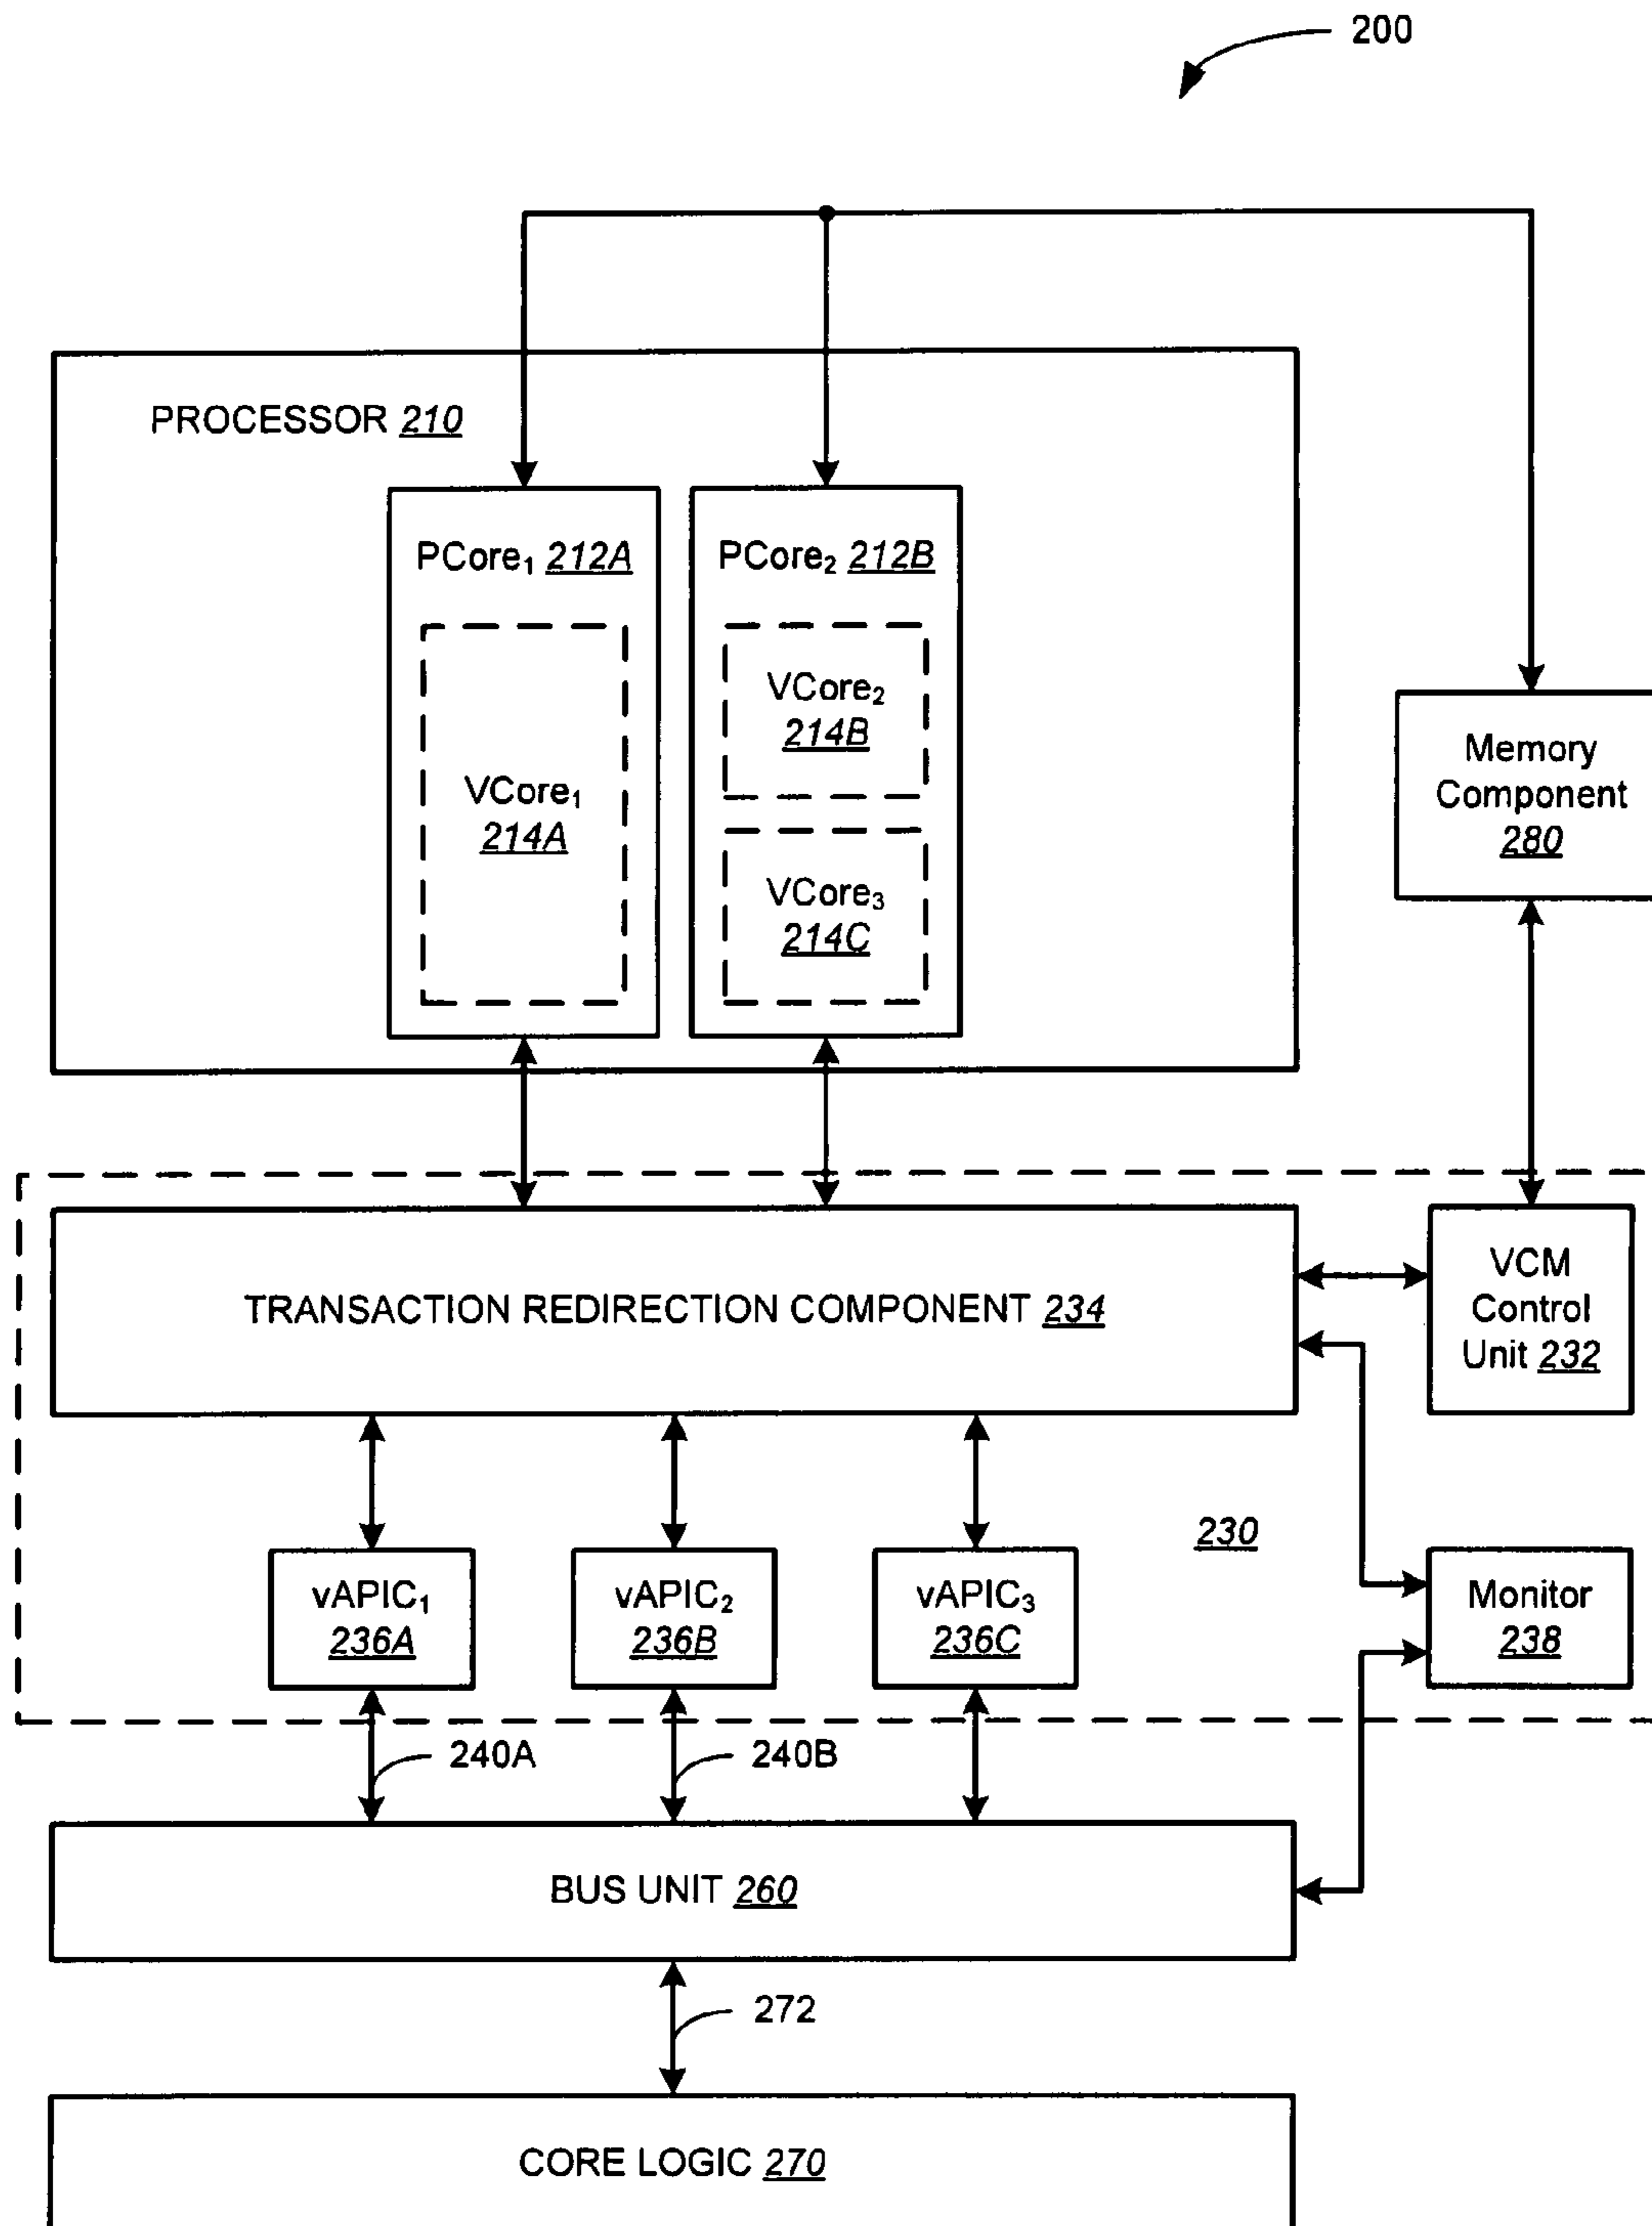 200
PROCESSOR 210
PCore₁ 212A
PCore₂ 212B
VCore₁
214A
VCore₂
214B
VCore₃
214C
Memory
Component
280
TRANSACTION REDIRECTION COMPONENT 234
VCM
Control
Unit 232
230
vAPIC₁
236A
vAPIC₂
236B
vAPIC₃
236C
Monitor
238
240A
240B
BUS UNIT 260
272
CORE LOGIC 270